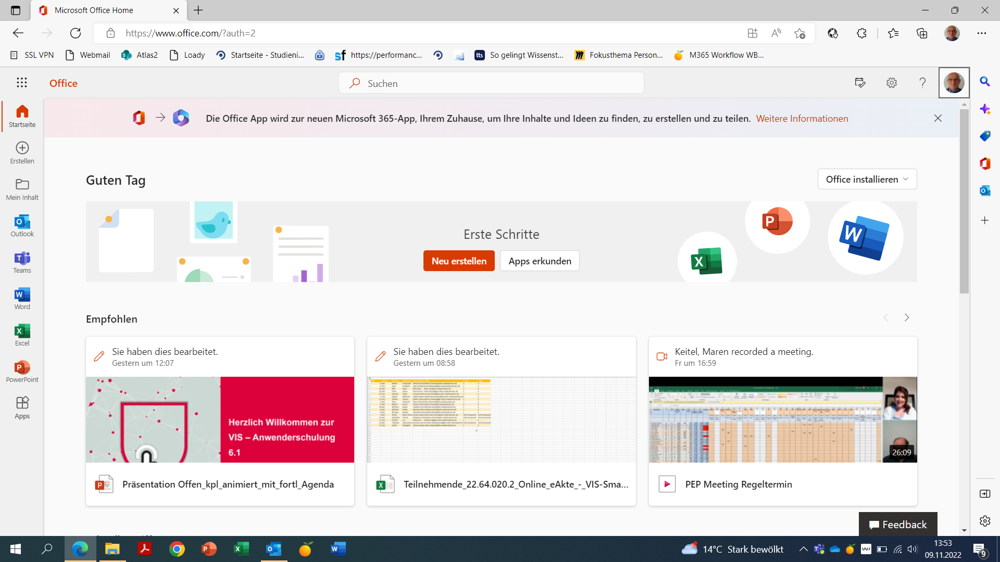 Microsoft Office Home
https://www.office.com/?auth=2
SSL VPN
Webmail
Atlas2
Loady
Startseite - Studieni...
https://performanc...
So gelingt Wissenst...
Fokusthema Person...
M365 Workflow WB...
Office
Suchen
Die Office App wird zur neuen Microsoft 365-App, Ihrem Zuhause, um Ihre Inhalte und Ideen zu finden, zu erstellen und zu teilen. Weitere Informationen
Startseite
Erstellen
Mein Inhalt
Outlook
Teams
Word
Excel
PowerPoint
Apps
Guten Tag
Office installieren
Erste Schritte
Neu erstellen
Apps erkunden
Empfohlen
Sie haben dies bearbeitet.
Gestern um 12:07
Herzlich Willkommen zur
VIS – Anwenderschulung
6.1
Präsentation Offen_kpl_animiert_mit_fortl_Agenda
Sie haben dies bearbeitet.
Gestern um 08:58
Teilnehmende_22.64.020.2_Online_eAkte_-_VIS-Sma...
Keitel, Maren recorded a meeting.
Fr um 16:59
26:09
PEP Meeting Regeltermin
Feedback
14°C Stark bewölkt
13:53
09.11.2022
9